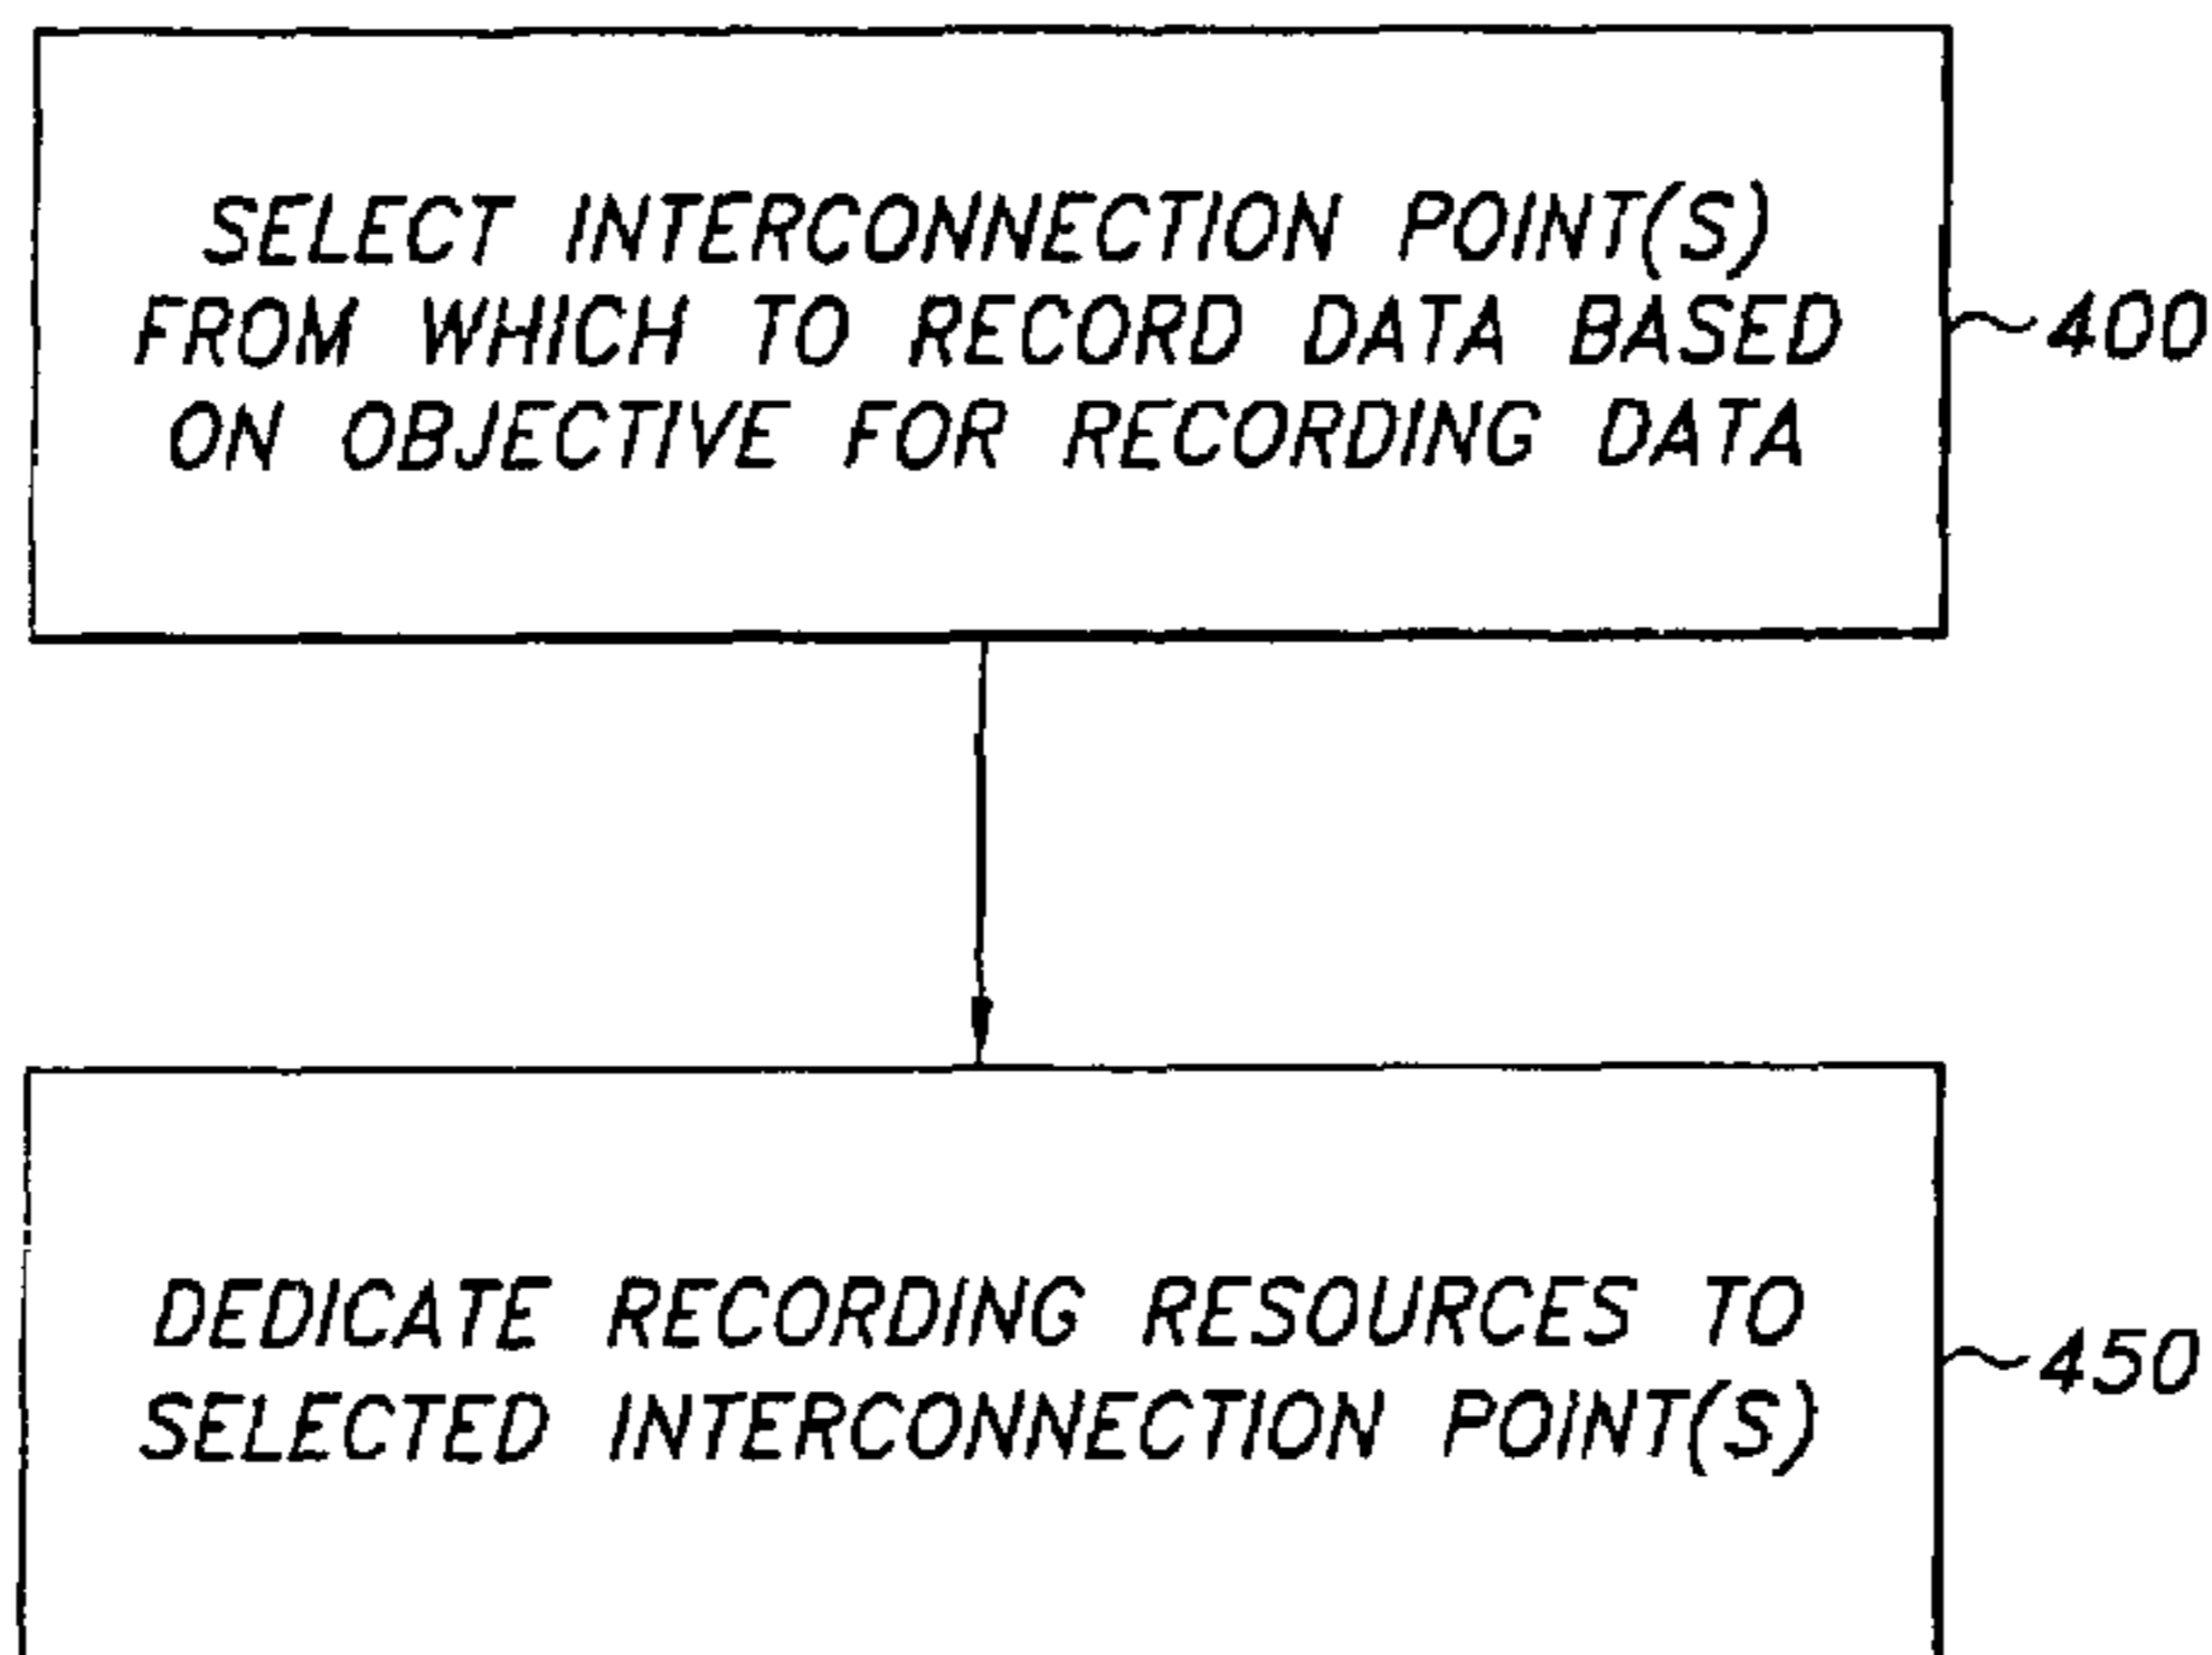 SELECT INTERCONNECTION POINT(S)
FROM WHICH TO RECORD DATA BASED
ON OBJECTIVE FOR RECORDING DATA
400
DEDICATE RECORDING RESOURCES TO
SELECTED INTERCONNECTION POINT(S)
450